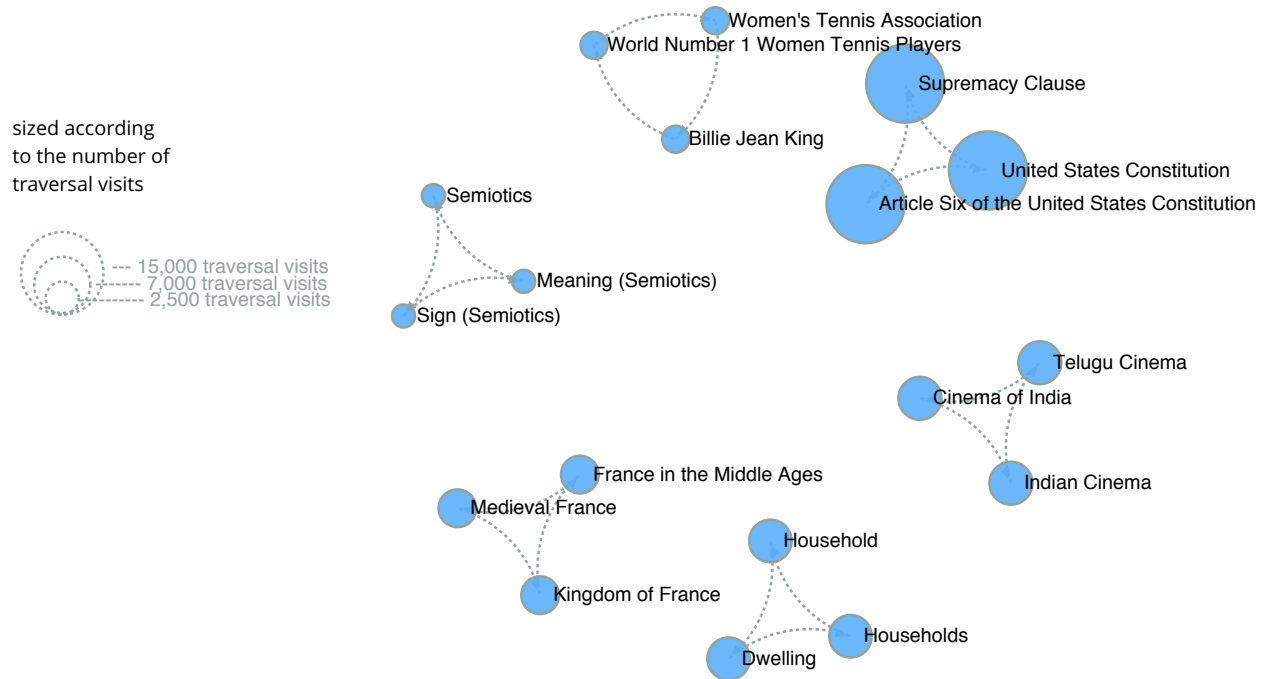 Women's Tennis Association
World Number 1 Women Tennis Players
Supremacy Clause
sized according
to the number of
traversal visits
Billie Jean King
United States Constitution
Semiotics
Article Six of the United States Constitution
15,000 traversal visits
7,000 traversal visits
2,500 traversal visits
Meaning (Semiotics)
Sign (Semiotics)
Telugu Cinema
Cinema of India
France in the Middle Ages
Indian Cinema
Medieval France
Household
Kingdom of France
Households
Dwelling